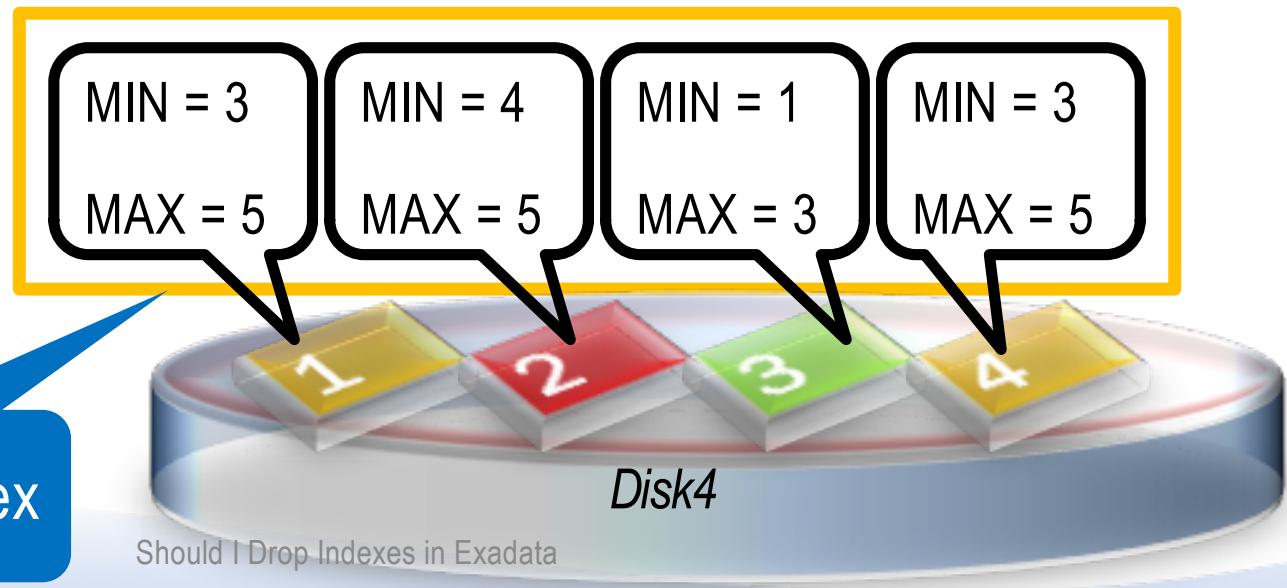 MIN = 3
MAX = 5
MIN = 4
MAX = 5
MIN = 1
MAX = 3
MIN = 3
MAX = 5
1
2
3
4
Disk4
Should I Drop Indexes in Exadata